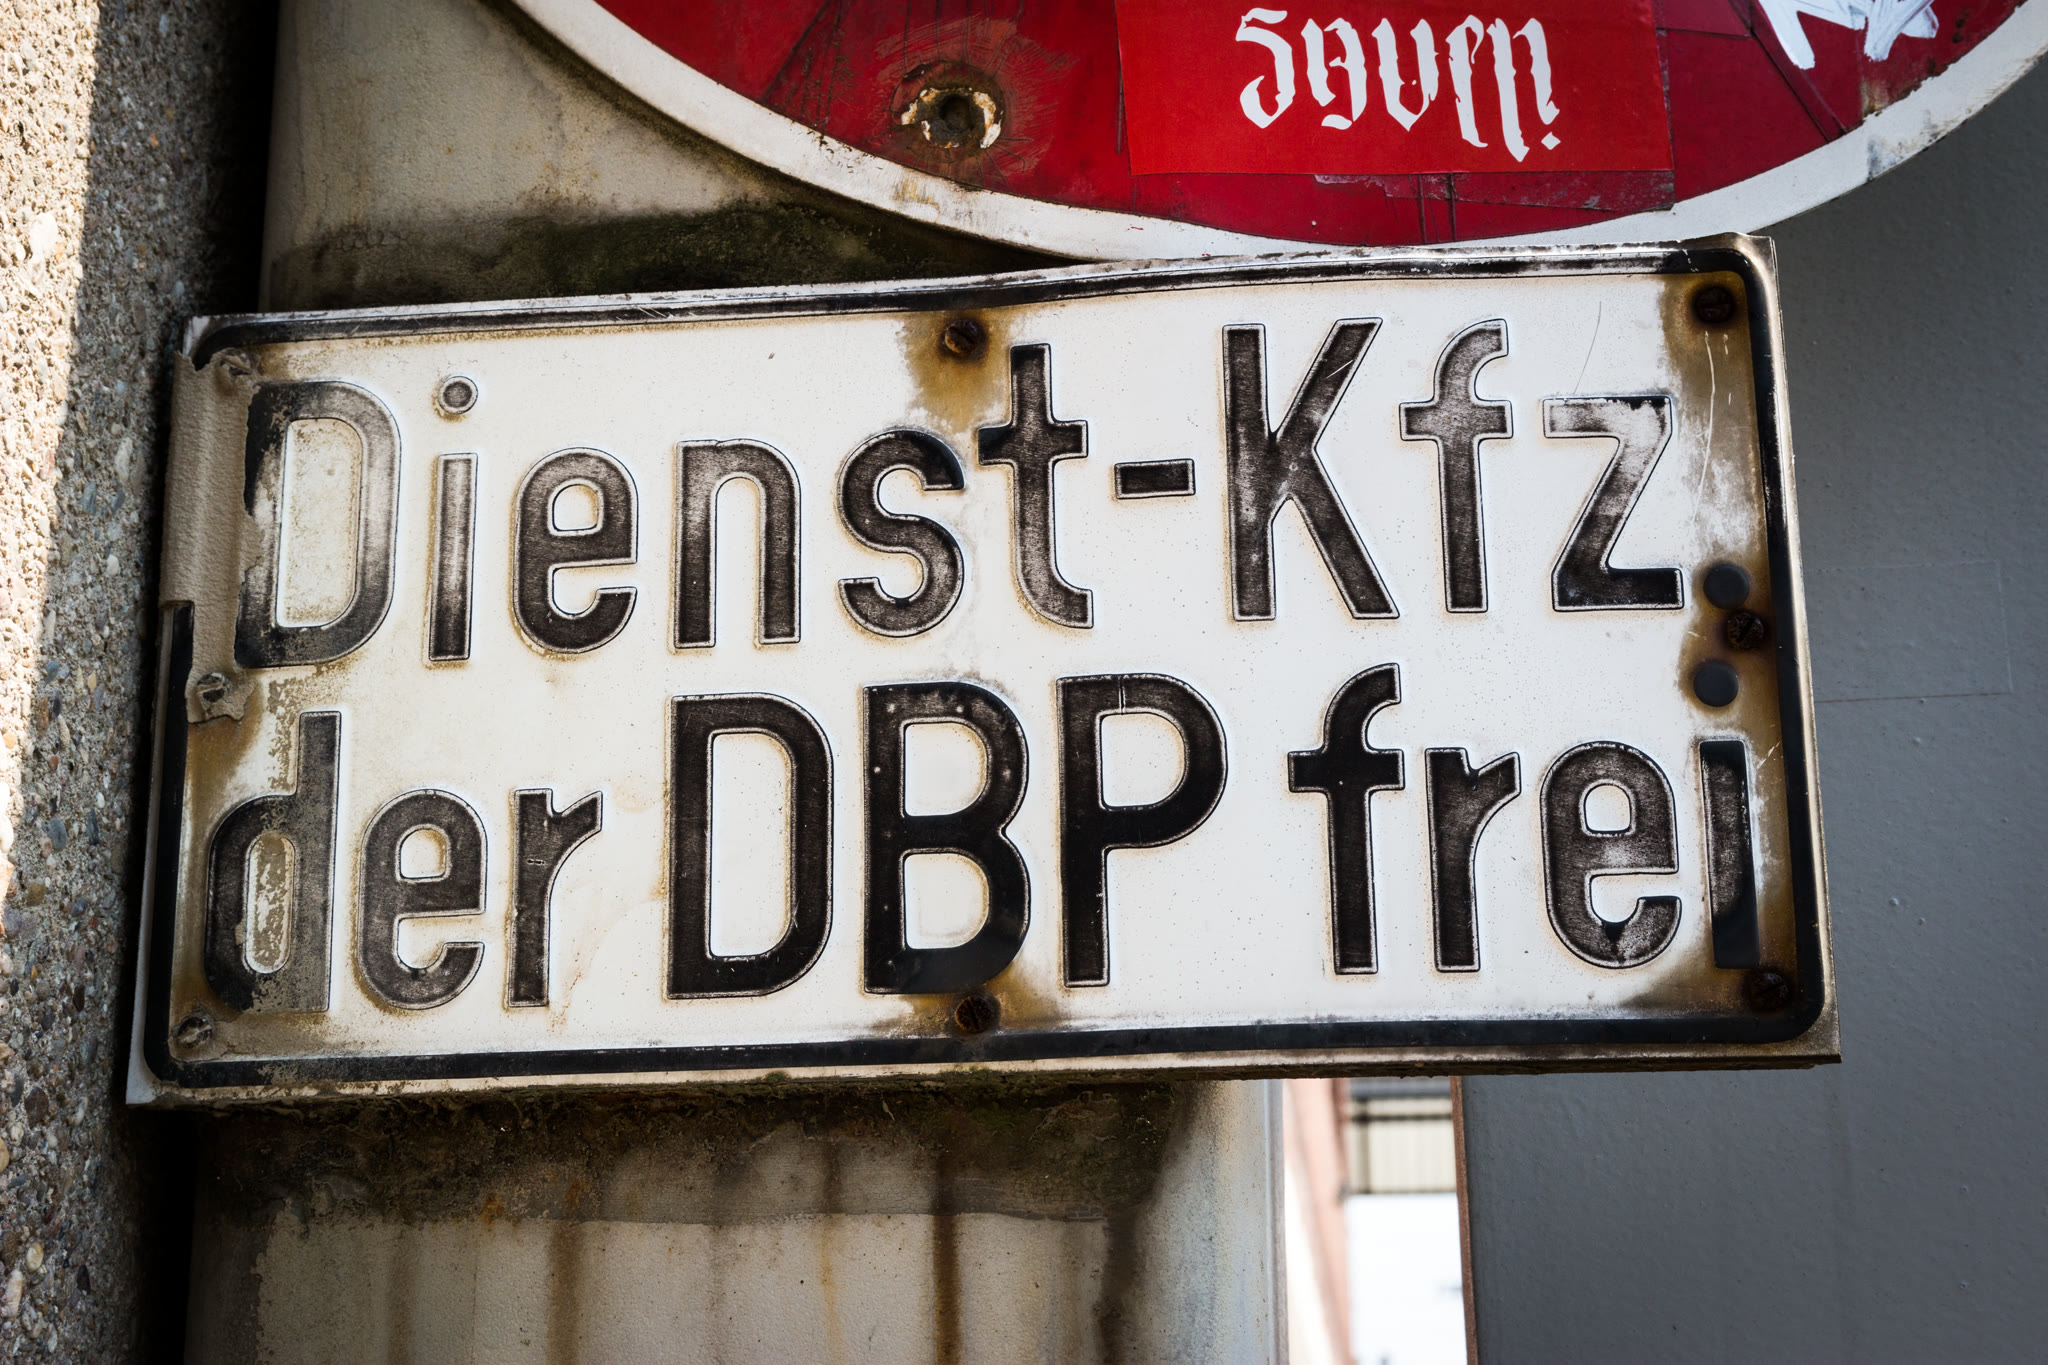 Dienst-Kfz
der DBP frei